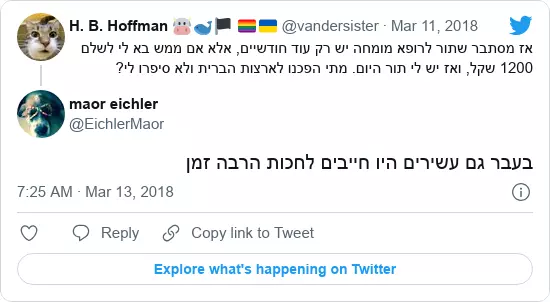 H. B. Hoffman 🐮🐳🏴 🏳️‍🌈🇺🇦 @vandersister · Mar 11, 2018
אז מסתבר שתור לרופא מומחה יש רק עוד חודשיים, אלא אם ממש בא לי לשלם
1200 שקל, ואז יש לי תור היום. מתי הפכנו לארצות הברית ולא סיפרו לי?
maor eichler
@EichlerMaor
בעבר גם עשירים היו חייבים לחכות הרבה זמן
7:25 AM · Mar 13, 2018
Reply Copy link to Tweet
Explore what's happening on Twitter